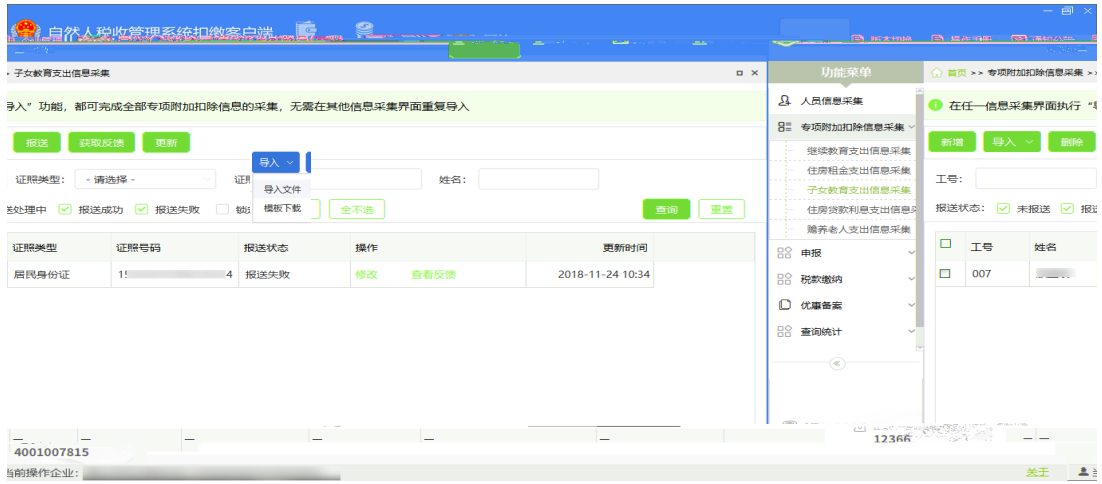 自然人税收管理系统扣缴客户端
子女教育支出信息采集
导入”功能，都可完成全部专项附加扣除信息的采集，无需在其他信息采集界面重复导入
报送 获取反馈 更新
导入
证照类型： - 请选择 -
姓名：
导入文件
模板下载
送处理中 报送成功 报送失败
全不选
查询 重置
证照类型 证照号码 报送状态 操作 更新时间
居民身份证 15 4 报送失败 修改 查看反馈 2018-11-24 10:34
功能菜单
人员信息采集
专项附加扣除信息采集
继续教育支出信息采集
住房租金支出信息采集
子女教育支出信息采集
住房贷款利息支出信息采
赡养老人支出信息采集
申报
税款缴纳
优惠备案
查询统计
首页 >> 专项附加扣除信息采集 >>
在任一信息采集界面执行“导
新增 导入 删除
工号：
报送状态： 未报送 报送
工号 姓名
007
12366
4001007815
当前操作企业：
关于